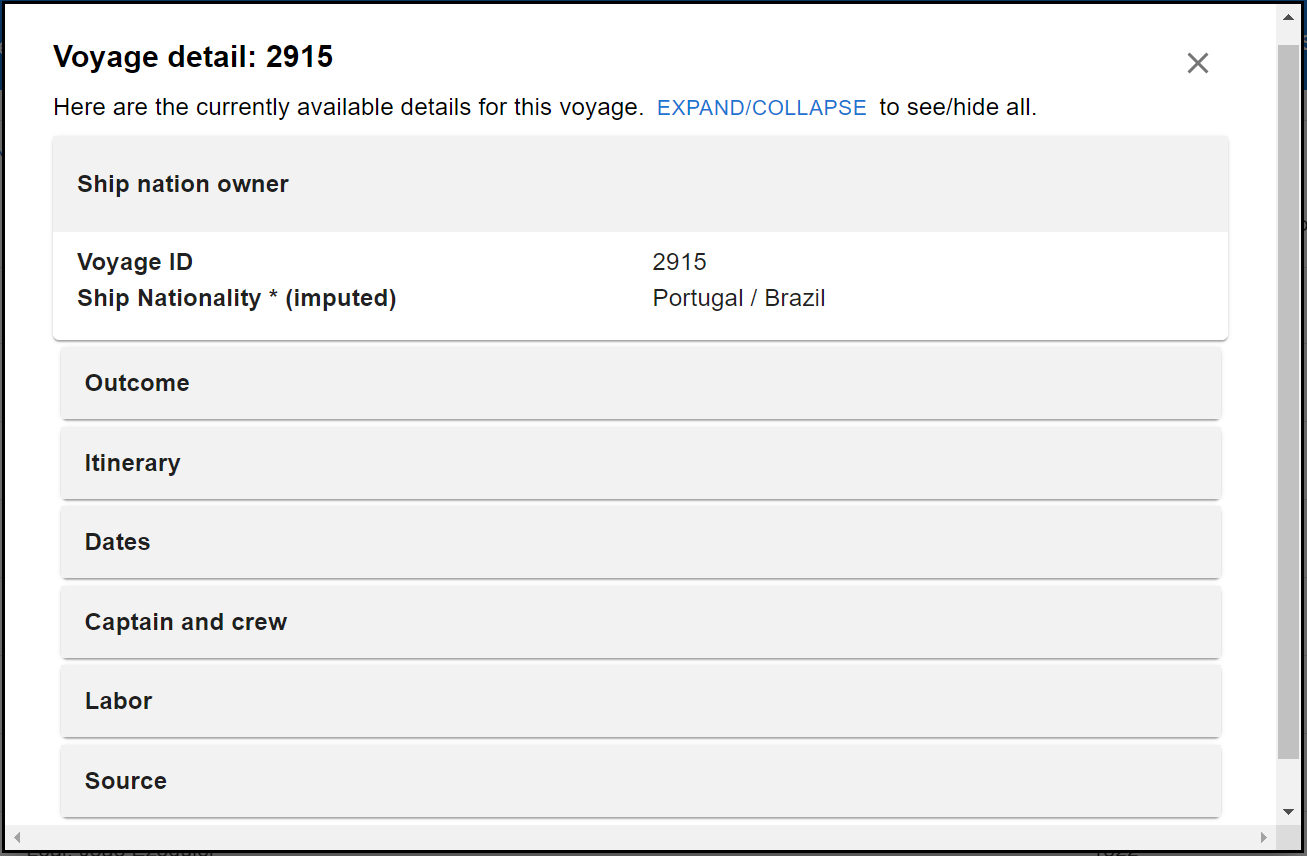 Voyage detail: 2915
Here are the currently available details for this voyage. EXPAND/COLLAPSE to see/hide all.
Ship nation owner
Voyage ID 2915
Ship Nationality * (imputed) Portugal / Brazil
Outcome
Itinerary
Dates
Captain and crew
Labor
Source